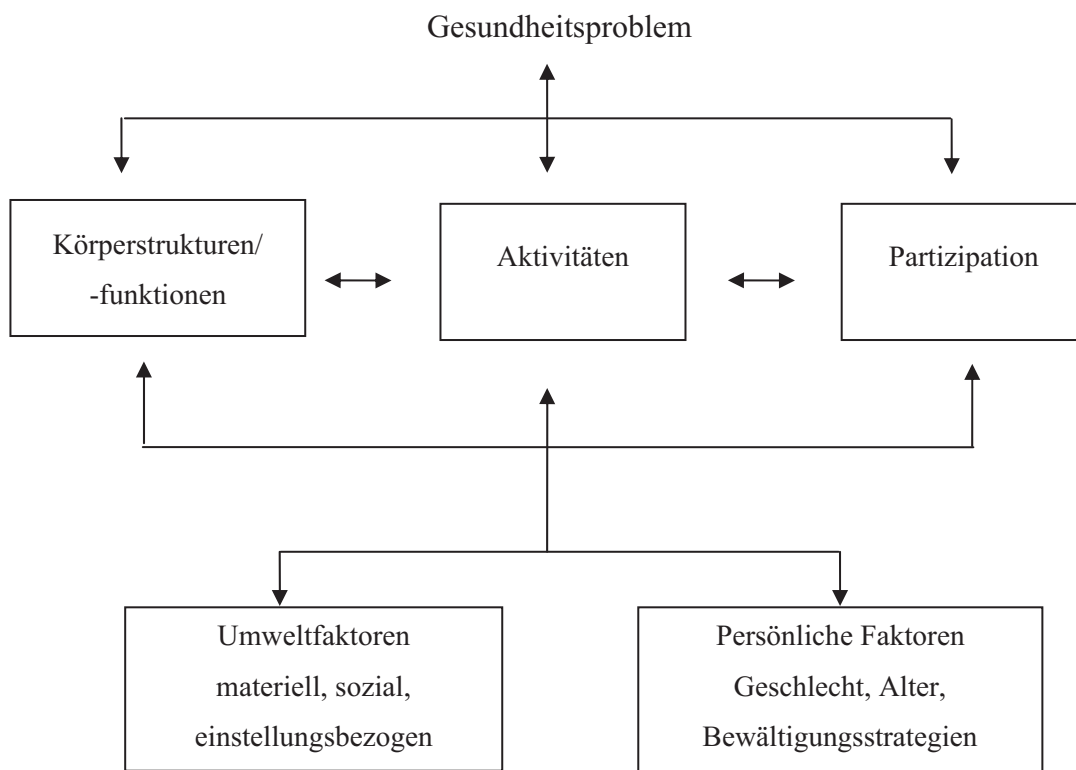 Gesundheitsproblem
Körperstrukturen/
-funktionen
Aktivitäten
Partizipation
Umweltfaktoren
materiell, sozial,
einstellungsbezogen
Persönliche Faktoren
Geschlecht, Alter,
Bewältigungsstrategien